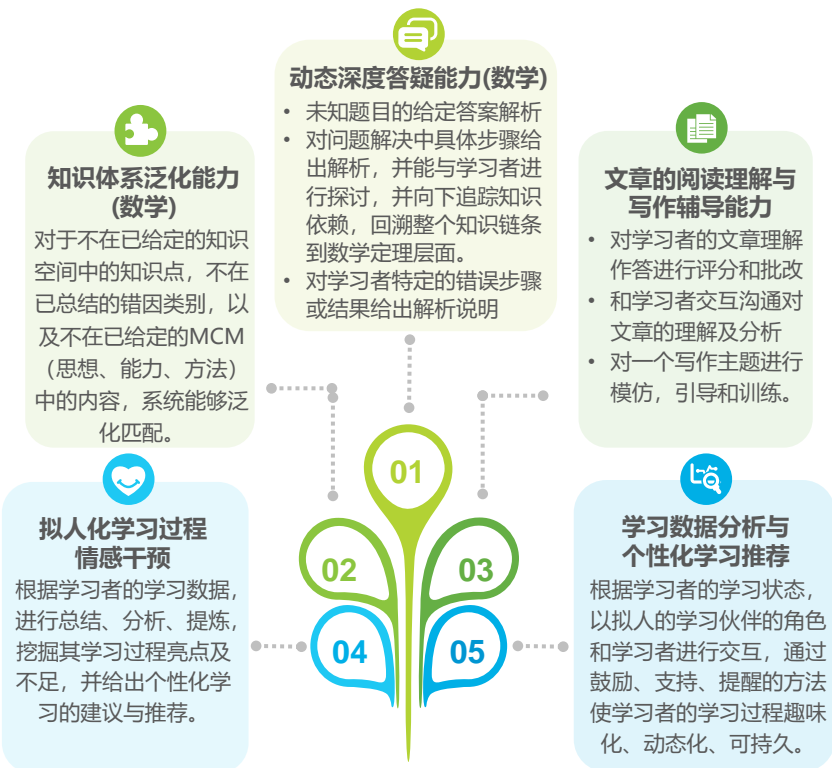 动态深度答疑能力(数学)
• 未知题目的给定答案解析
• 对问题解决中具体步骤给
出解析，并能与学习者进
行探讨，并向下追踪知识
依赖，回溯整个知识链条
到数学定理层面。
• 对学习者特定的错误步骤
或结果给出解析说明
知识体系泛化能力
(数学)
对于不在已给定的知识
空间中的知识点，不在
已总结的错因类别，以
及不在已给定的MCM
（思想、能力、方法）
中的内容，系统能够泛
化匹配。
文章的阅读理解与
写作辅导能力
• 对学习者的文章理解
作答进行评分和批改
• 和学习者交互沟通对
文章的理解及分析
• 对一个写作主题进行
模仿，引导和训练。
01
02
03
04
05
拟人化学习过程
情感干预
根据学习者的学习数据，
进行总结、分析、提炼，
挖掘其学习过程亮点及
不足，并给出个性化学
习的建议与推荐。
学习数据分析与
个性化学习推荐
根据学习者的学习状态，
以拟人的学习伙伴的角色
和学习者进行交互，通过
鼓励、支持、提醒的方法
使学习者的学习过程趣味
化、动态化、可持久。